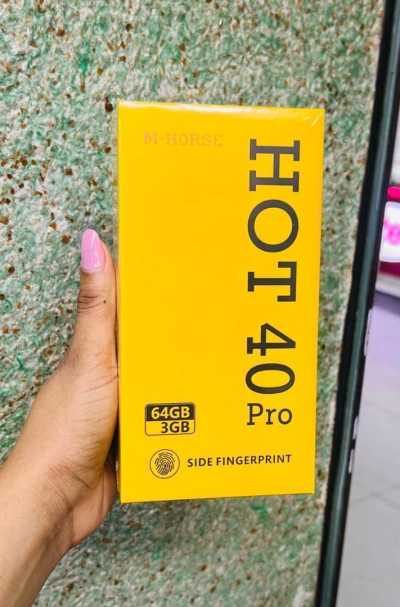 M-HORSE
HOT 40
Pro
64GB
3GB
SIDE FINGERPRINT